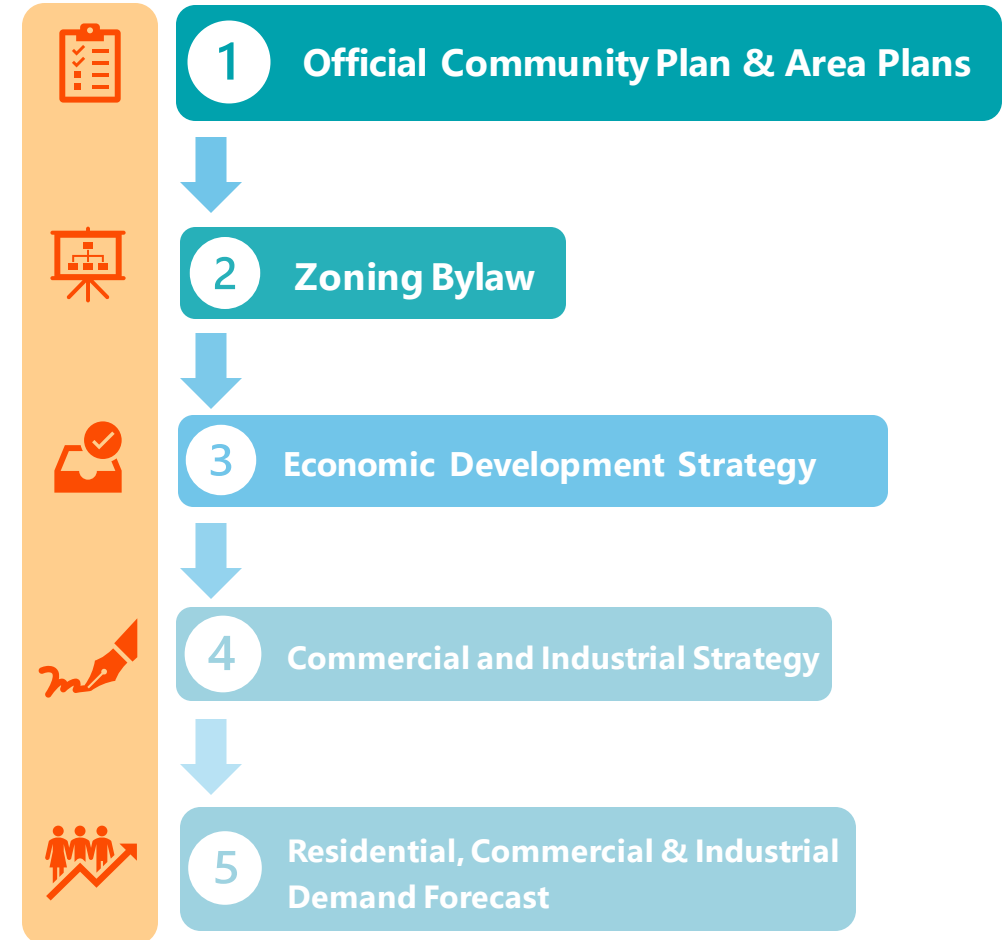 1
Official Community Plan & Area Plans
2
Zoning Bylaw
3
Economic Development Strategy
4
Commercial and Industrial Strategy
5
Residential, Commercial & Industrial
Demand Forecast